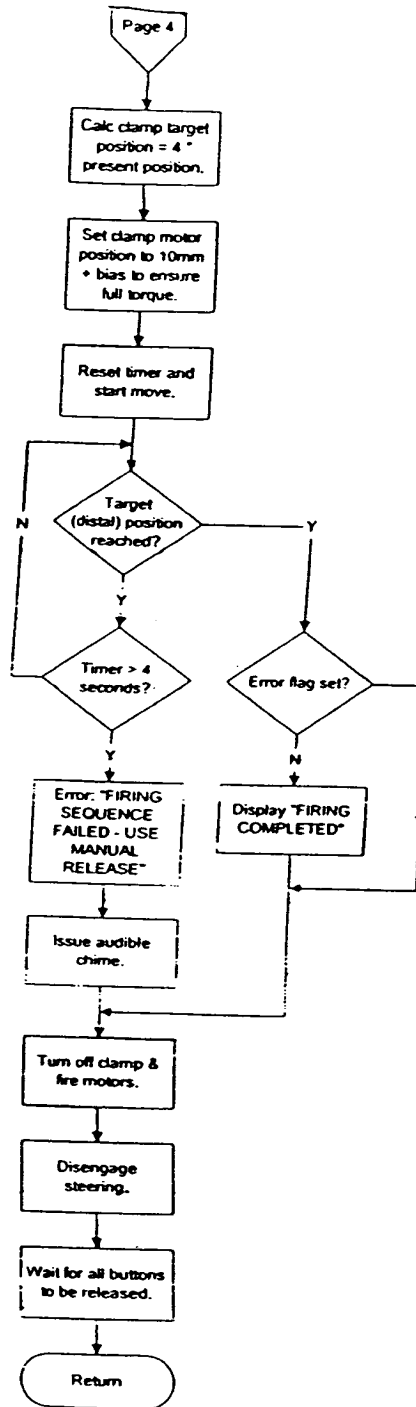 Page 4
Calc clamp target
position = 4 "
present position.
Set clamp motor
position to 10mm
+ bias to ensure
full torque.
Reset timer and
start move.
Target
(distal) position
reached?
N
Y
Y
Timer > 4
seconds?
Error flag set?
Y
N
Error: "FIRING
SEQUENCE
FAILED - USE
MANUAL
RELEASE"
Display "FIRING
COMPLETED"
Issue audible
chime.
Turn off clamp &
fire motors.
Disengage
steering.
Wait for all buttons
to be released.
Return